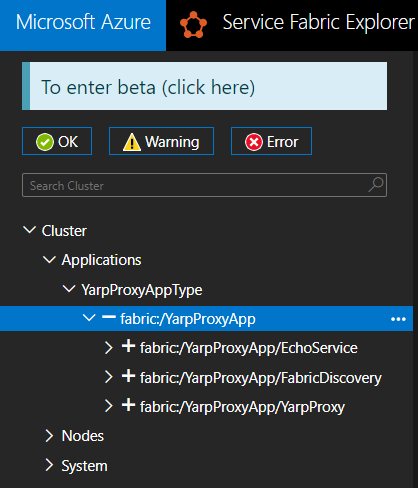 Microsoft Azure Service Fabric Explorer
To enter beta (click here)
OK Warning Error
Search Cluster
Cluster
Applications
YarpProxyAppType
fabric:/YarpProxyApp
fabric:/YarpProxyApp/EchoService
fabric:/YarpProxyApp/FabricDiscovery
fabric:/YarpProxyApp/YarpProxy
Nodes
System